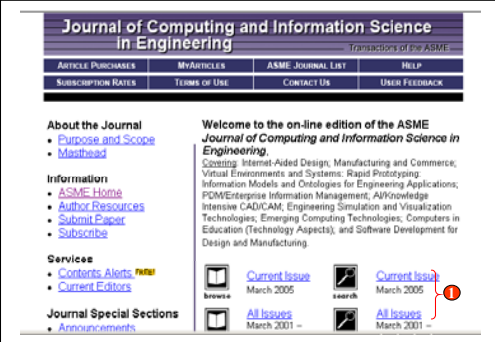 Journal of Computing and Information Science
in Engineering
Transactions of the ASME
ARTICLE PURCHASES MYARTICLES ASME JOURNAL LIST HELP
SUBSCRIPTION RATES TERMS OF USE CONTACT US USER FEEDBACK
About the Journal
• Purpose and Scope
• Masthead
Information
• ASME Home
• Author Resources
• Submit Paper
• Subscribe
Services
• Contents Alerts FREE!
• Current Editors
Journal Special Sections
• Announcements
Welcome to the on-line edition of the ASME
Journal of Computing and Information Science in
Engineering,
Covering: Internet-Aided Design; Manufacturing and Commerce;
Virtual Environments and Systems: Rapid Prototyping:
Information Models and Ontologies for Engineering Applications;
PDM/Enterprise Information Management; AI/Knowledge
Intensive CAD/CAM; Engineering Simulation and Visualization
Technologies; Emerging Computing Technologies; Computers in
Education (Technology Aspects); and Software Development for
Design and Manufacturing.
browse
Current Issue
March 2005
search
Current Issue
March 2005
1
All Issues
March 2001 –
All Issues
March 2001 –